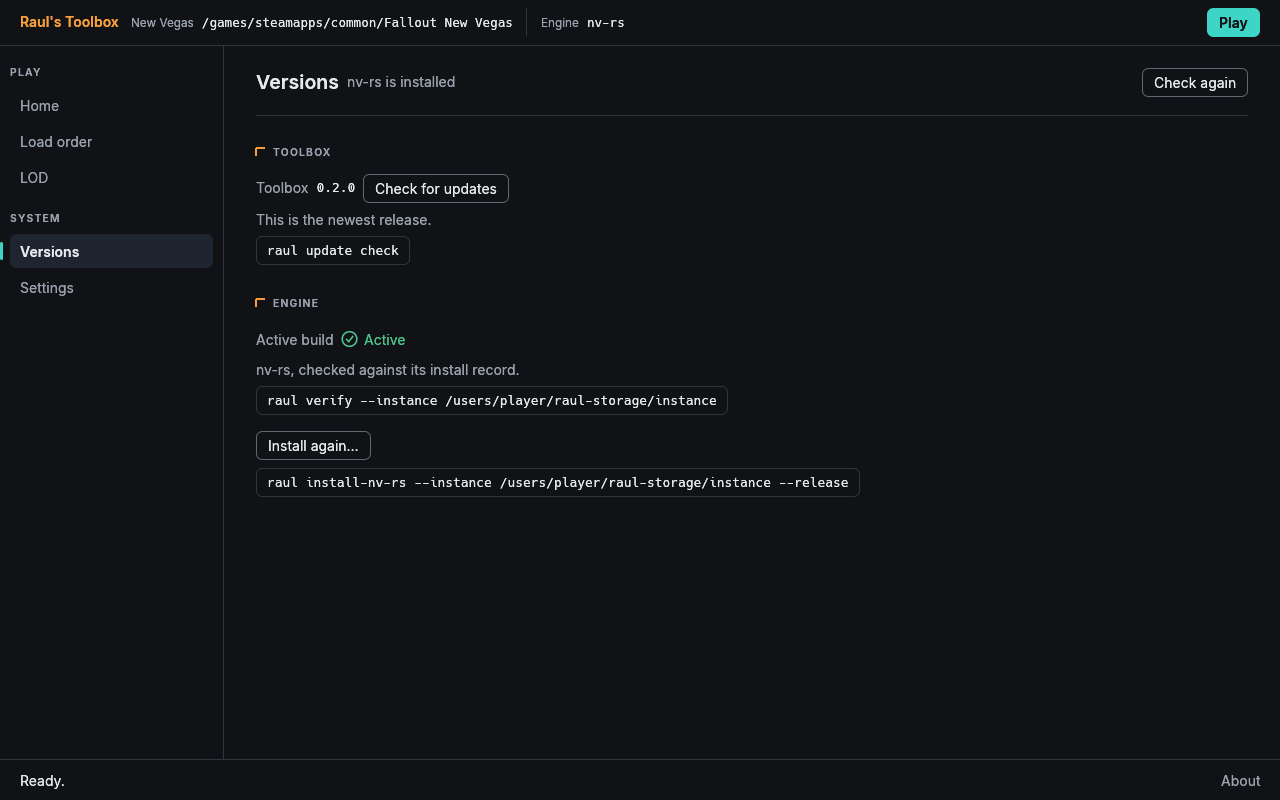 Raul's Toolbox New Vegas /games/steamapps/common/Fallout New Vegas Engine nv-rs Play
PLAY
Home
Load order
LOD
SYSTEM
Versions
Settings
Versions nv-rs is installed Check again
TOOLBOX
Toolbox 0.2.0 Check for updates
This is the newest release.
raul update check
ENGINE
Active build Active
nv-rs, checked against its install record.
raul verify --instance /users/player/raul-storage/instance
Install again...
raul install-nv-rs --instance /users/player/raul-storage/instance --release
Ready. About